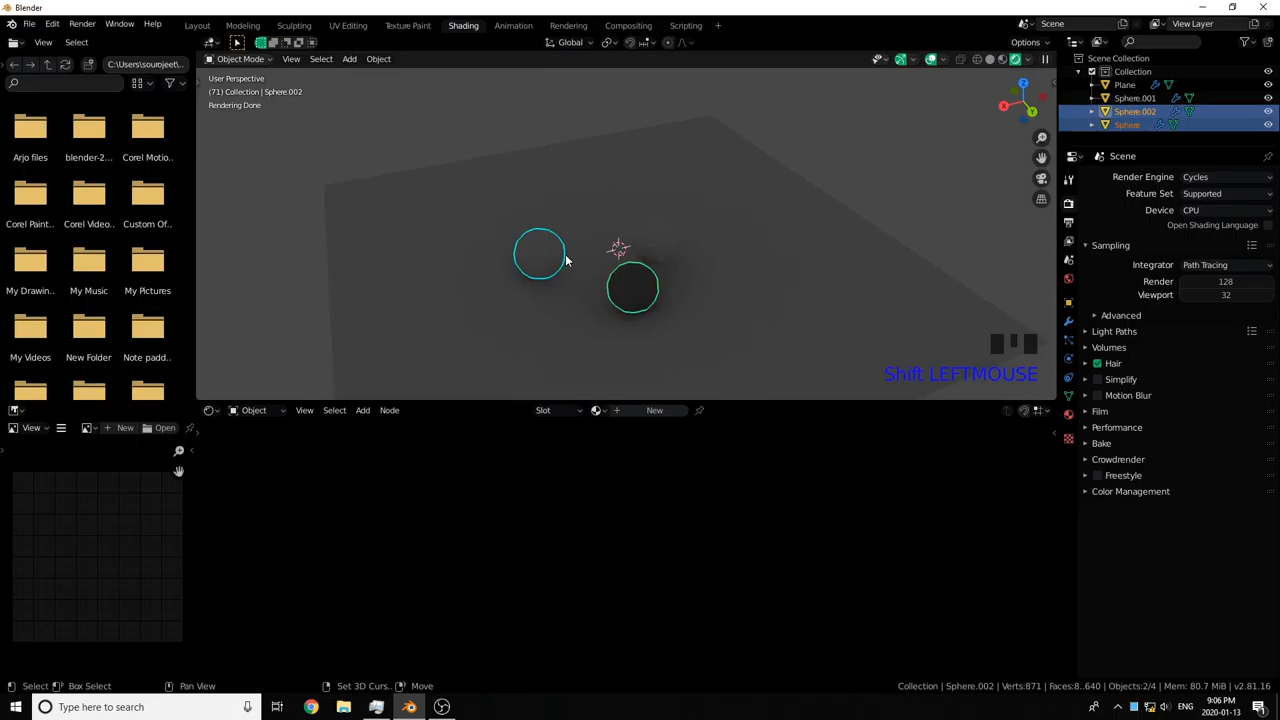 Blender
File Edit Render Window Help Layout Modeling Sculpting UV Editing Texture Paint Shading Animation Rendering Compositing Scripting + Scene View Layer
View Select Object Mode View Select Add Object Global Options
C:\Users\sourojeet\..
User Perspective
(71) Collection | Sphere.002
Rendering Done
Scene Collection
Collection
Plane
Sphere.001
Sphere.002
Sphere
Arjo files blender-2... Corel Motio..
Corel Paint.. Corel Video.. Custom Of..
My Drawin.. My Music My Pictures
My Videos New Folder Note padd..
X Y Z
Shift LEFTMOUSE
Scene
Render Engine Cycles
Feature Set Supported
Device CPU
Open Shading Language
Sampling
Integrator Path Tracing
Render 128
Viewport 32
Advanced
Light Paths
Volumes
Hair
Simplify
Motion Blur
Film
Performance
Bake
Crowdrender
Freestyle
Color Management
Object View Select Add Node Slot New
View New Open
Select Box Select Pan View Set 3D Curs.. Move Collection | Sphere.002 | Verts:871 | Faces:8..640 | Objects:2/4 | Mem: 80.7 MiB | v2.81.16
Type here to search ENG 9:06 PM
2020-01-13